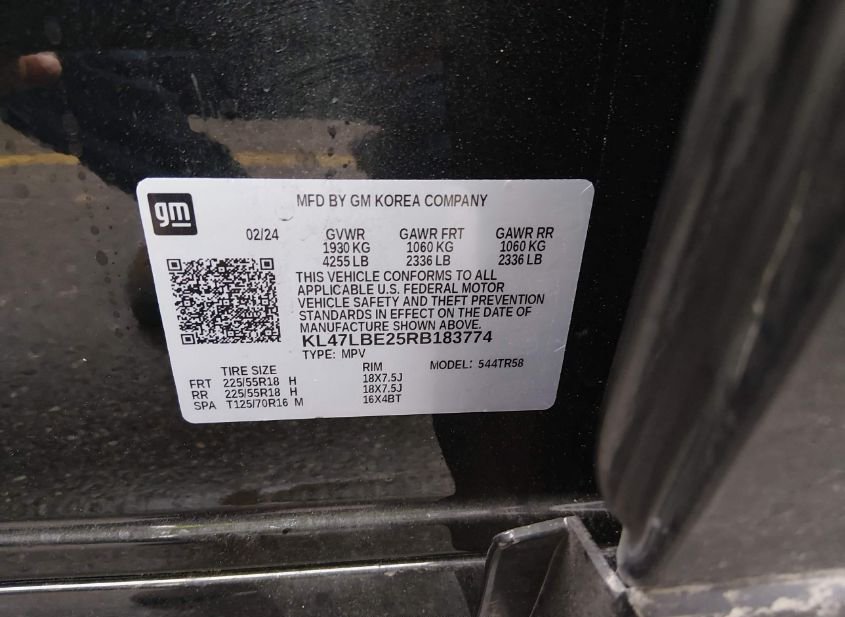 gm
MFD BY GM KOREA COMPANY
02/24 GVWR GAWR FRT GAWR RR
1930 KG 1060 KG 1060 KG
4255 LB 2336 LB 2336 LB
THIS VEHICLE CONFORMS TO ALL
APPLICABLE U.S. FEDERAL MOTOR
VEHICLE SAFETY AND THEFT PREVENTION
STANDARDS IN EFFECT ON THE DATE OF
MANUFACTURE SHOWN ABOVE.
KL47LBE25RB183774
TYPE: MPV MODEL: 544TR58
TIRE SIZE RIM
FRT 225/55R18 H 18X7.5J
RR 225/55R18 H 18X7.5J
SPA T125/70R16 M 16X4BT